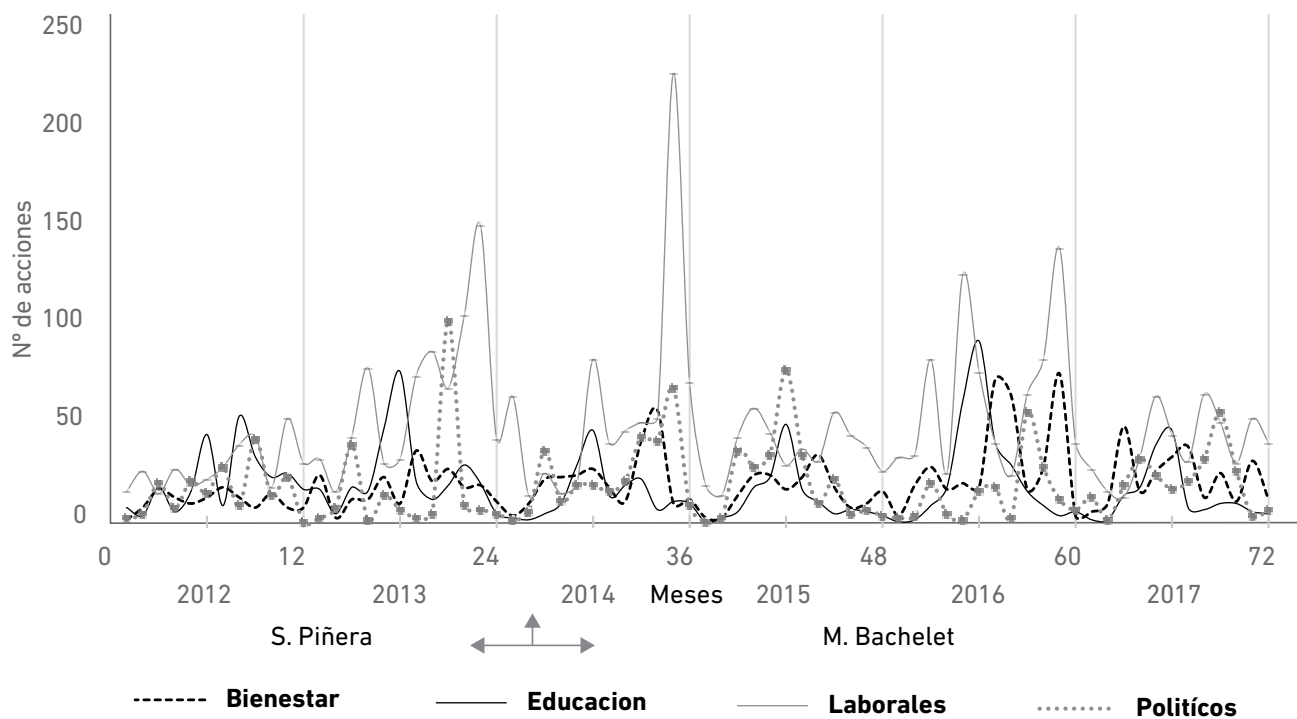 250
200
150
100
50
0
Nº de acciones
0 12 24 36 48 60 72
2012 2013 2014 Meses 2015 2016 2017
S. Piñera M. Bachelet
Bienestar Educacion Laborales Politícos